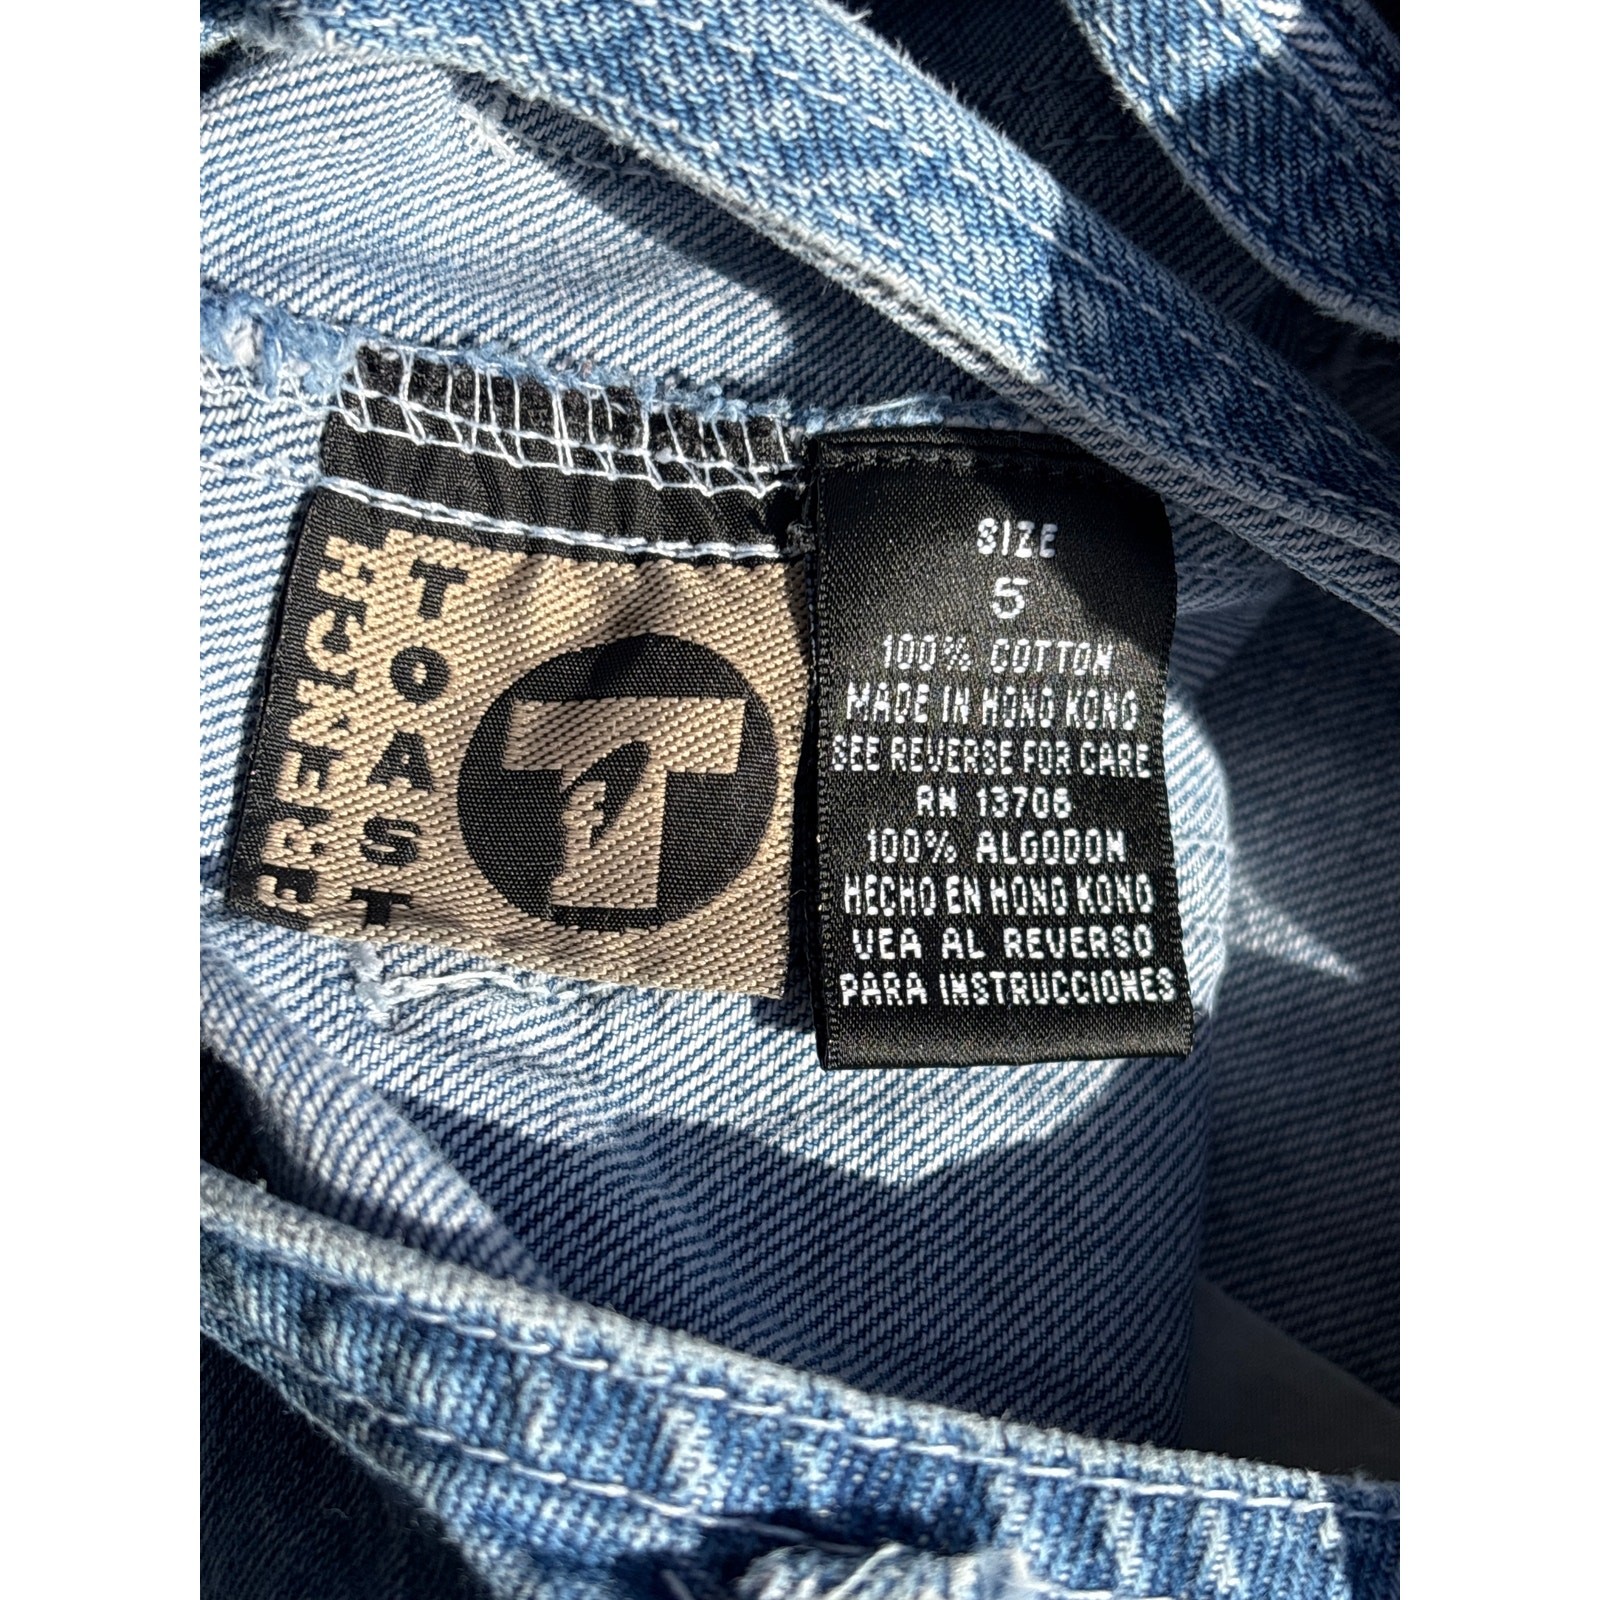 TOAST
T
SIZE
5
100% COTTON
MADE IN HONG KONG
SEE REVERSE FOR CARE
RN 13706
100% ALGODON
HECHO EN HONG KONG
VEA AL REVERSO
PARA INSTRUCCIONES